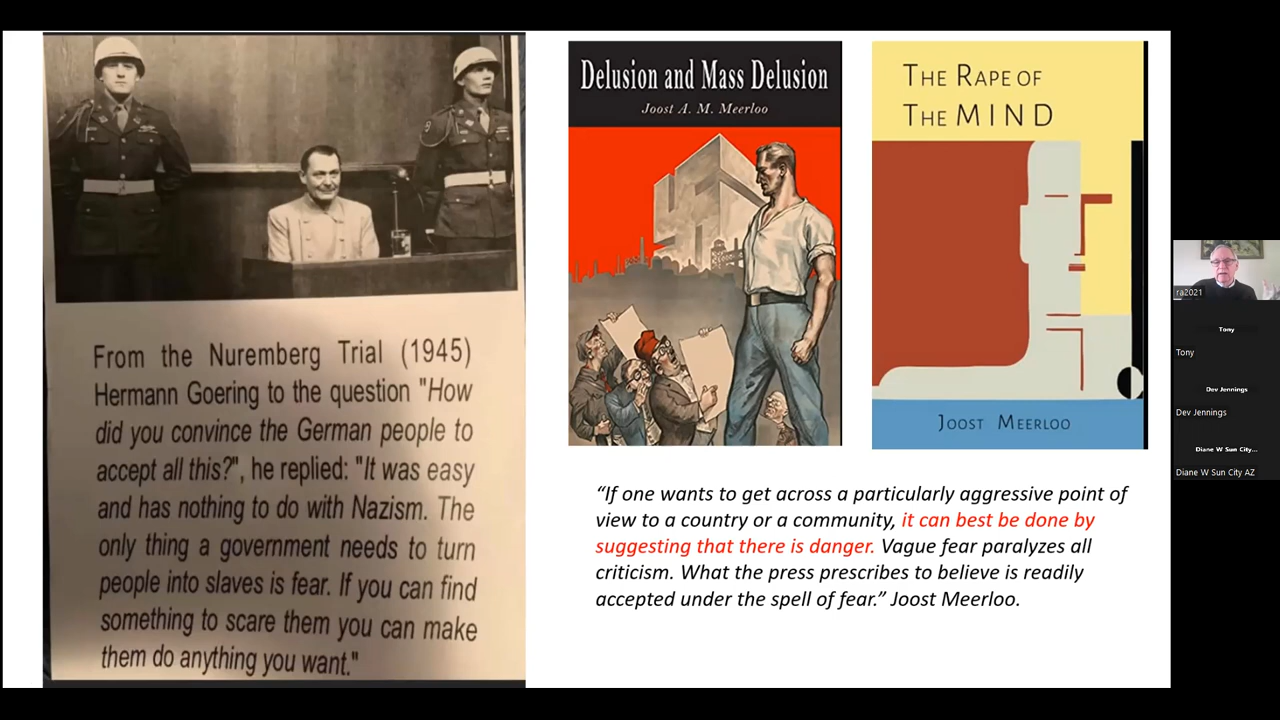 From the Nuremberg Trial (1945)
Hermann Goering to the question "How
did you convince the German people to
accept all this?", he replied: "It was easy
and has nothing to do with Nazism. The
only thing a government needs to turn
people into slaves is fear. If you can find
something to scare them you can make
them do anything you want."
Delusion and Mass Delusion
Joost A. M. Meerloo
THE RAPE OF
THE MIND
JOOST MEERLOO
“If one wants to get across a particularly aggressive point of
view to a country or a community, it can best be done by
suggesting that there is danger. Vague fear paralyzes all
criticism. What the press prescribes to believe is readily
accepted under the spell of fear.” Joost Meerloo.
ra2021
Tony
Tony
Dev Jennings
Dev Jennings
Diane W Sun City...
Diane W Sun City AZ